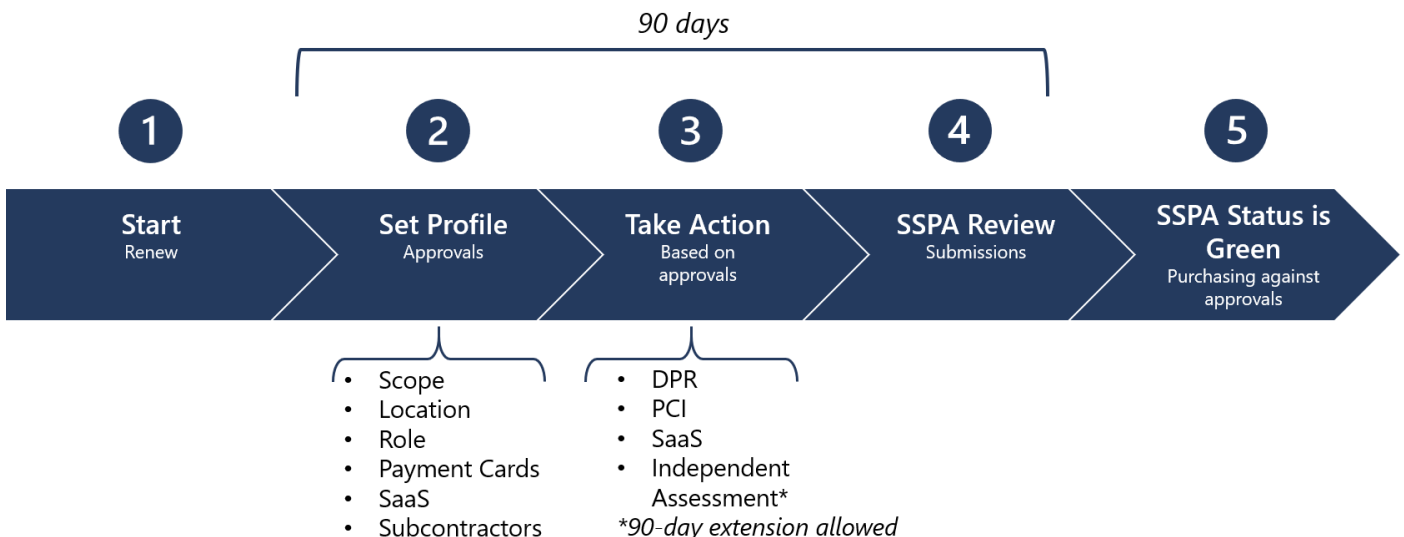 90 days
1
2
3
4
5
Start
Renew
Set Profile
Approvals
Take Action
Based on
approvals
SSPA Review
Submissions
SSPA Status is
Green
Purchasing against
approvals
• Scope
• Location
• Role
• Payment Cards
• SaaS
• Subcontractors
• DPR
• PCI
• SaaS
• Independent
Assessment*
*90-day extension allowed